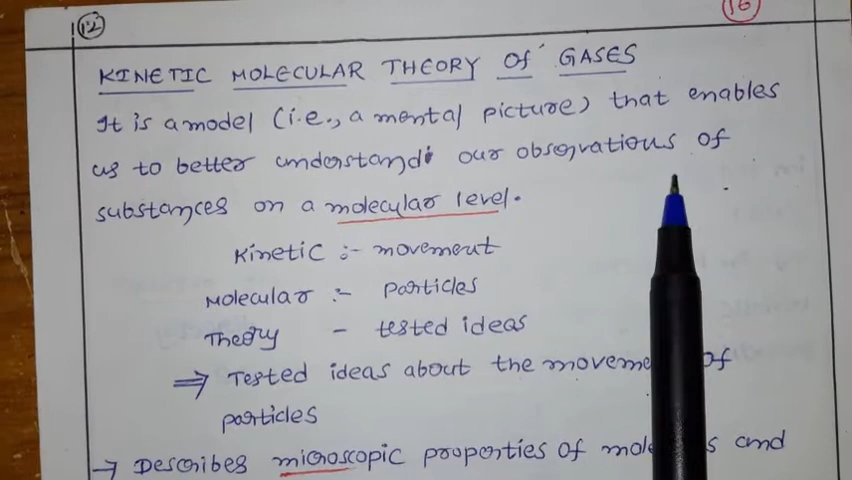 12
16
KINETIC MOLECULAR THEORY Of GASES
It is a model (i.e., a mental picture) that enables
us to better understand our observations of
substances on a molecular level.
Kinetic :- movement
Molecular :- Particles
Theory - tested ideas
⇒ Tested ideas about the movement of
particles
→ Describes microscopic properties of and